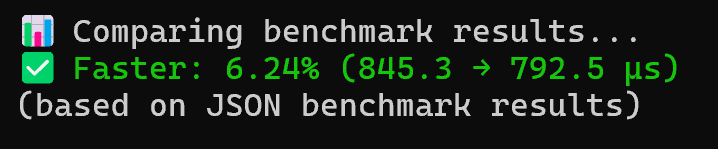 📊 Comparing benchmark results...
✅ Faster: 6.24% (845.3 → 792.5 µs)
(based on JSON benchmark results)